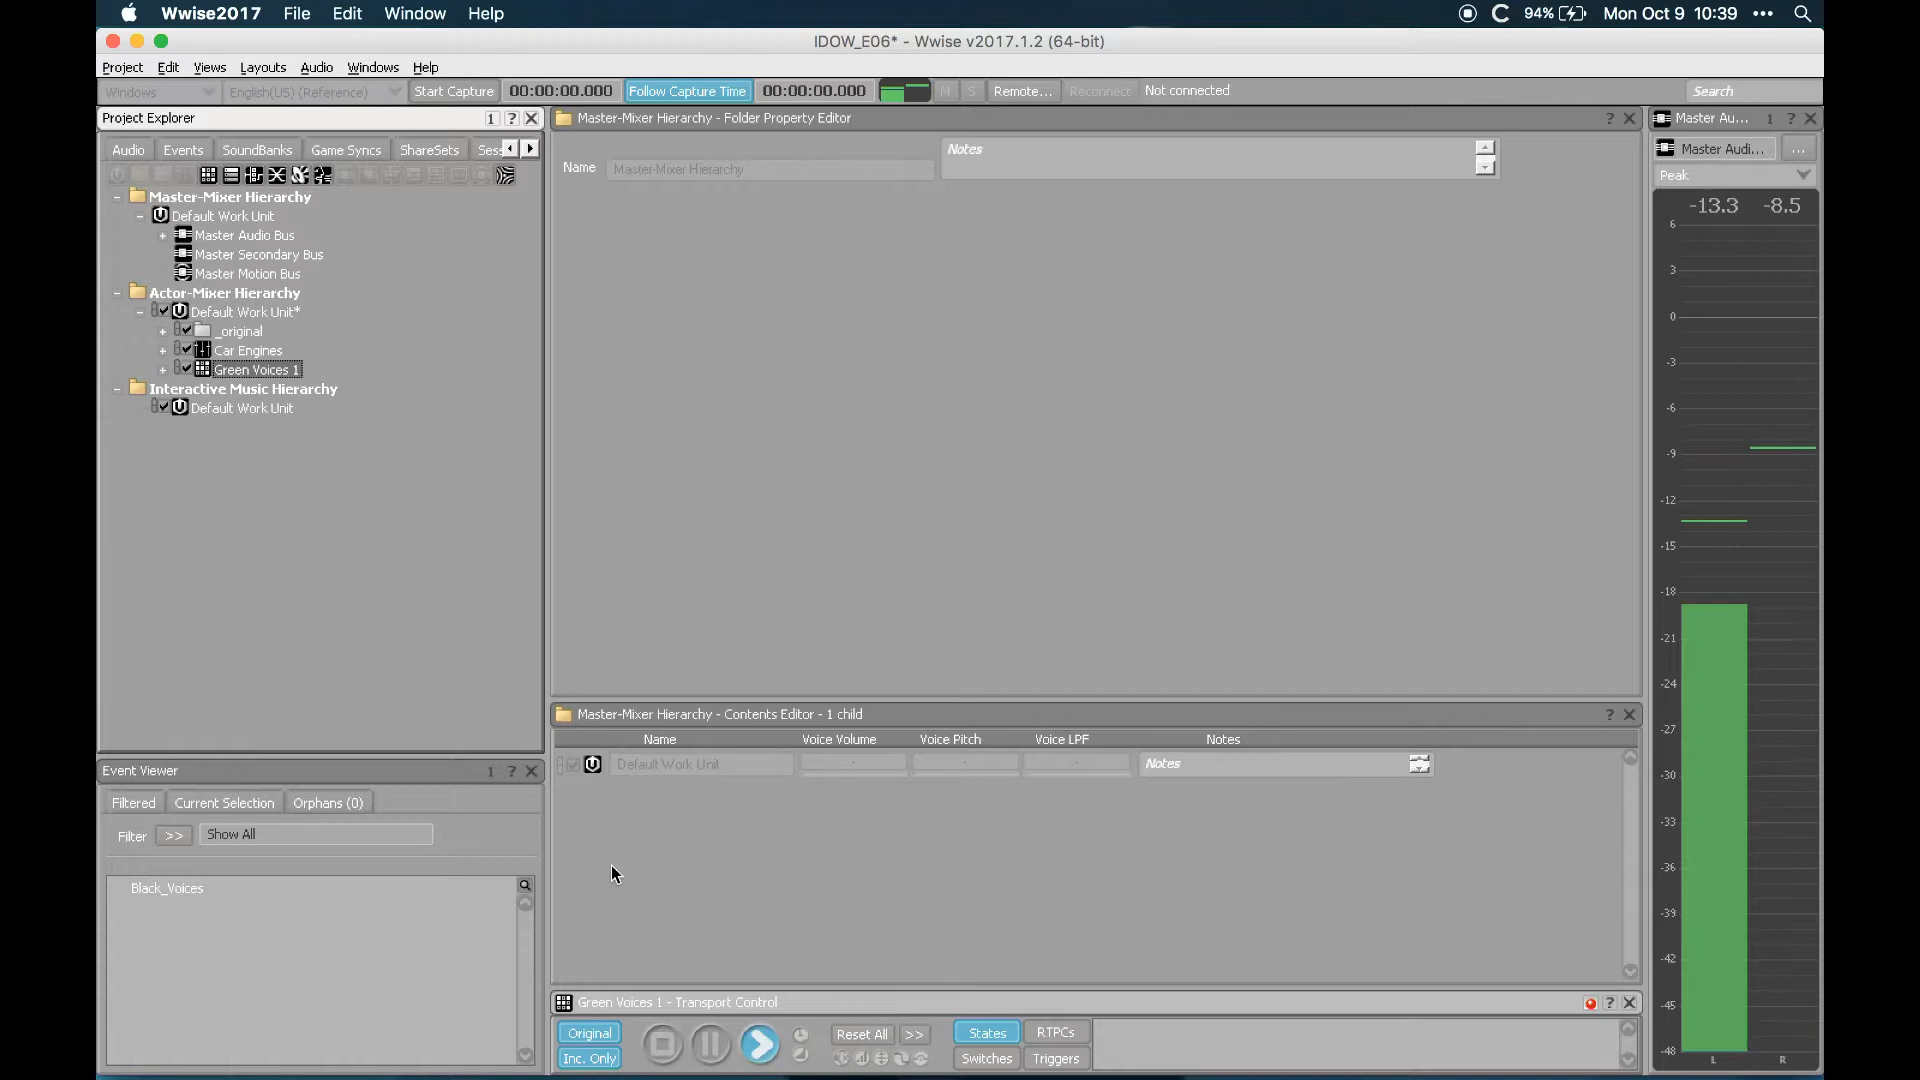 Wwise2017 File Edit Window Help
94% Mon Oct 9 10:39
IDOW_E06* - Wwise v2017.1.2 (64-bit)
Project Edit Views Layouts Audio Windows Help
Windows English(US) (Reference) Start Capture 00:00:00.000 Follow Capture Time 00:00:00.000 M S Remote... Reconnect Not connected Search
Project Explorer 1 ?
Audio Events SoundBanks Game Syncs ShareSets Sess
Master-Mixer Hierarchy
Default Work Unit
Master Audio Bus
Master Secondary Bus
Master Motion Bus
Actor-Mixer Hierarchy
Default Work Unit*
_original
Car Engines
Green Voices 1
Interactive Music Hierarchy
Default Work Unit
Event Viewer 1 ?
Filtered Current Selection Orphans (0)
Filter >> Show All
Black_Voices
Master-Mixer Hierarchy - Folder Property Editor ?
Name Master-Mixer Hierarchy
Notes
Master-Mixer Hierarchy - Contents Editor - 1 child ?
Name Voice Volume Voice Pitch Voice LPF Notes
Default Work Unit Notes
Green Voices 1 - Transport Control ?
Original Reset All >> States RTPCs
Inc. Only Switches Triggers
Master Au... 1 ?
Master Audi... ...
Peak
-13.3 -8.5
6
3
0
-3
-6
-9
-12
-15
-18
-21
-24
-27
-30
-33
-36
-39
-42
-45
-48
L R